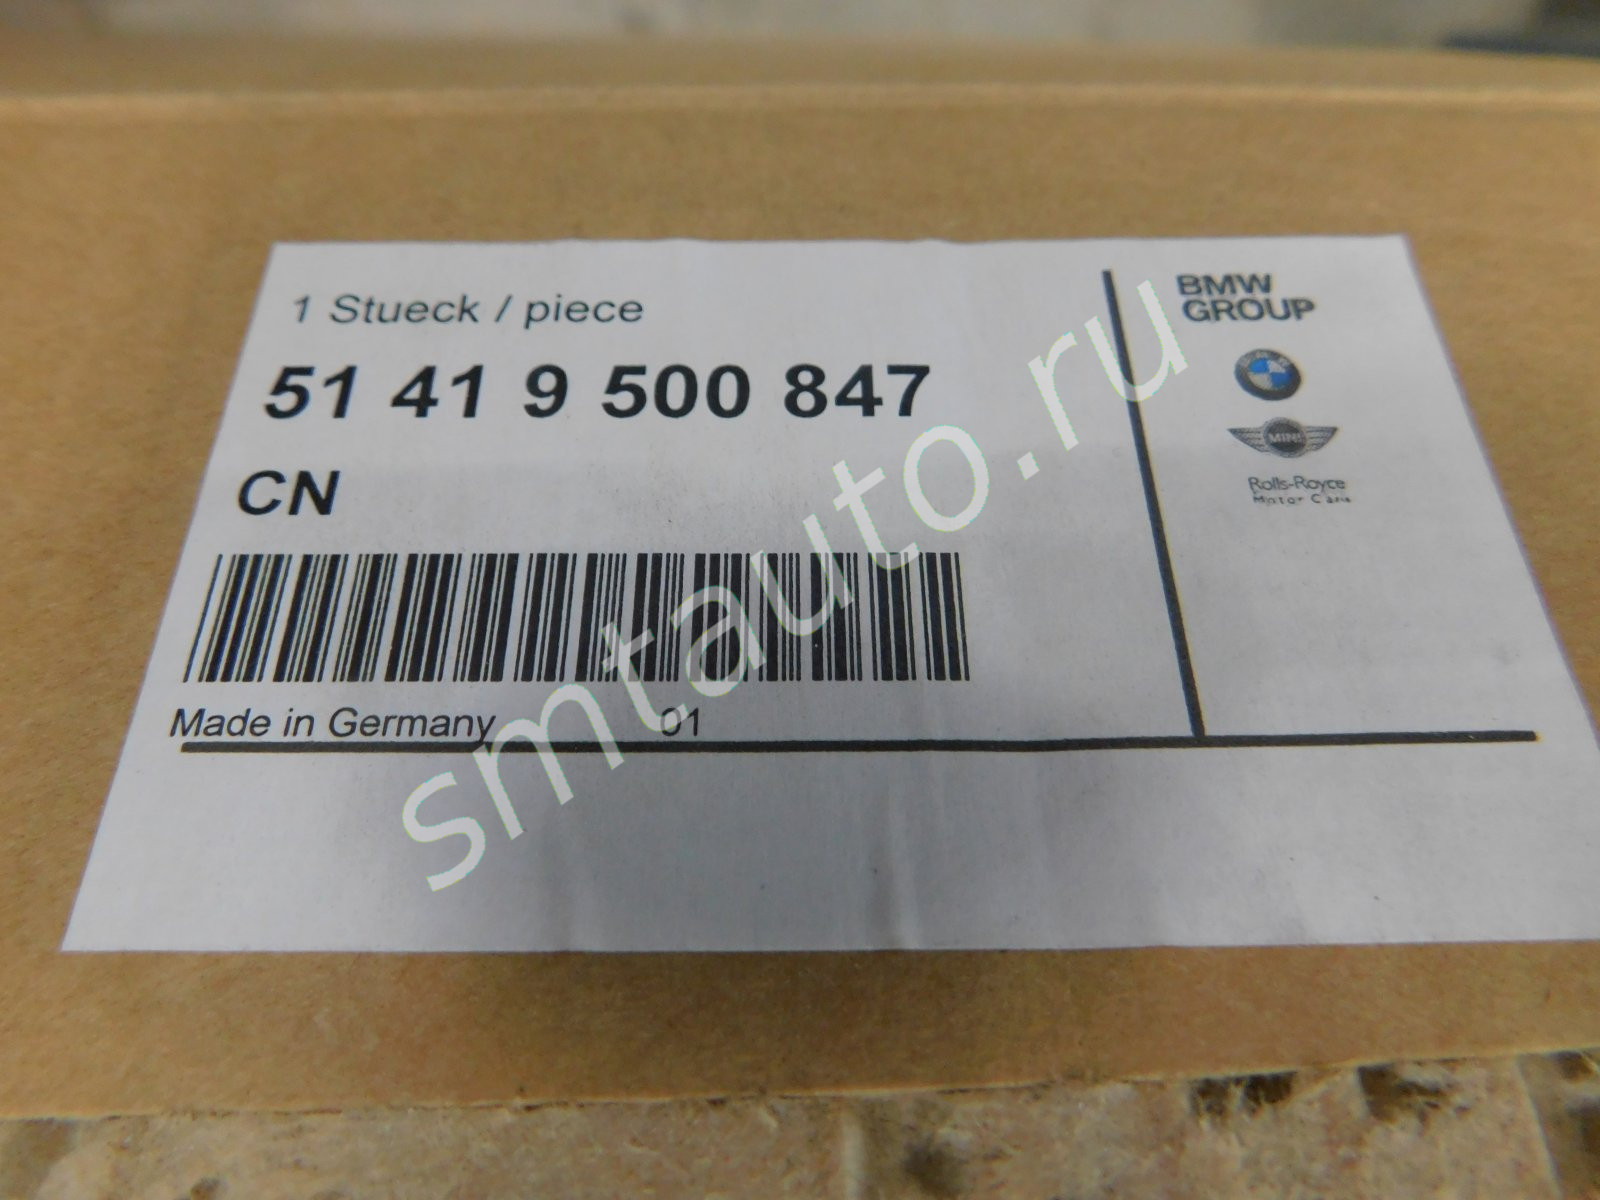 1 Stueck / piece
51 41 9 500 847
CN
Made in Germany 01
BMW
GROUP
MINI
Rolls-Royce
Motor Cars
smtauto.ru